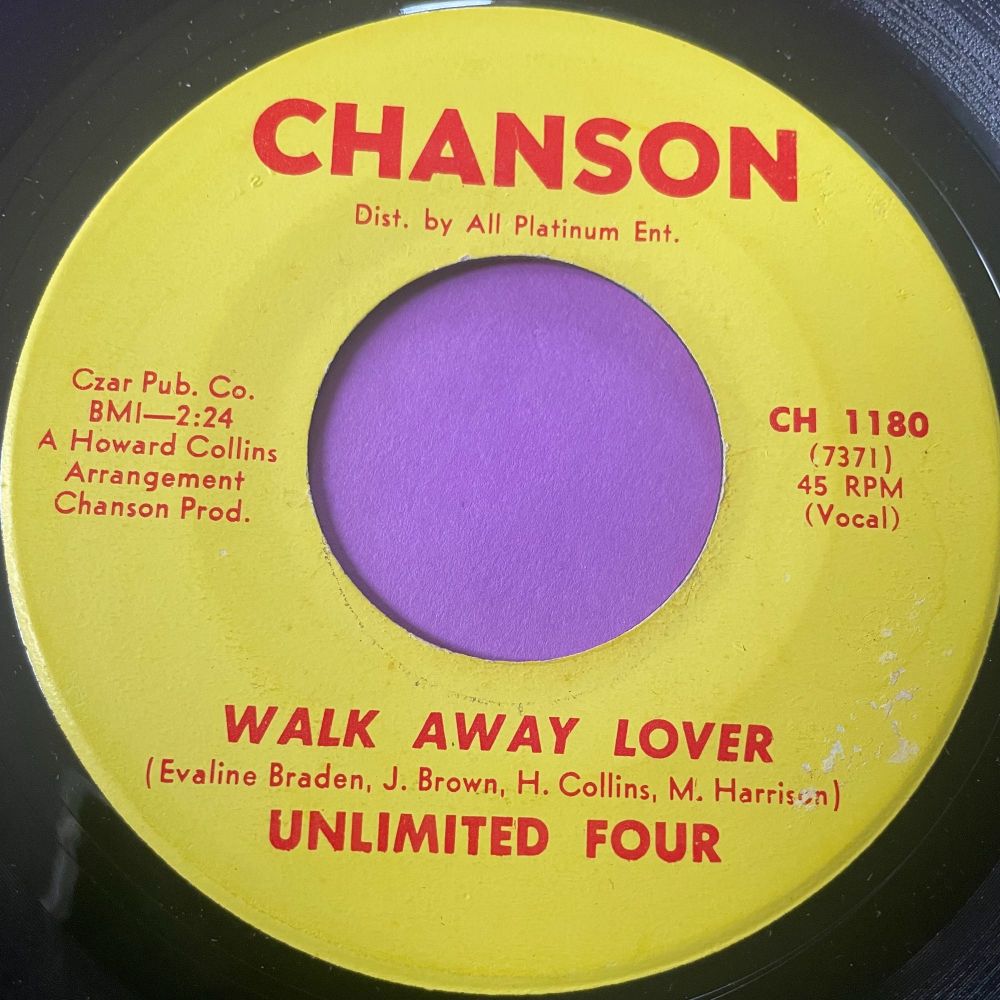 CHANSON
Dist. by All Platinum Ent.
Czar Pub. Co.
BMI—2:24
A Howard Collins
Arrangement
Chanson Prod.
CH 1180
(7371)
45 RPM
(Vocal)
WALK AWAY LOVER
(Evaline Braden, J. Brown, H. Collins, M. Harrison)
UNLIMITED FOUR